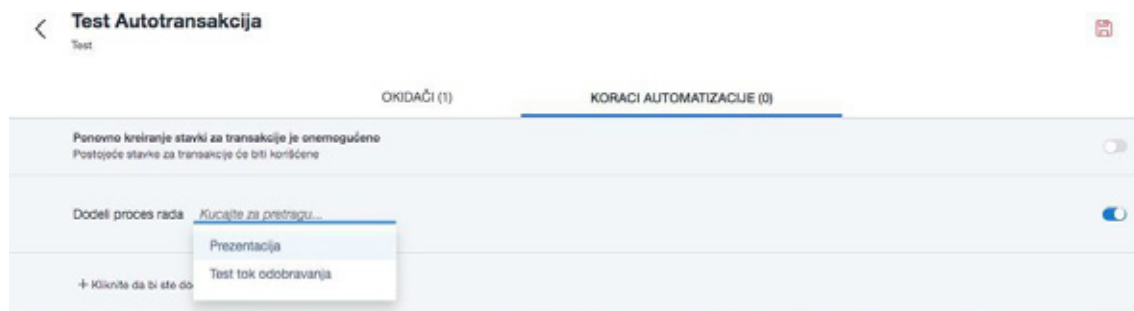 Test Autotransakcija
Test
OKIDAČI (1)
KORACI AUTOMATIZACIJE (0)
Ponovno kreiranje stavki za transakcije je onemogućeno
Postojeće stavke za transakcije će biti korišćene
Dodeli proces rada Kucajte za pretragu...
Prezentacija
Test tok odobravanja
+ Kliknite da bi ste do